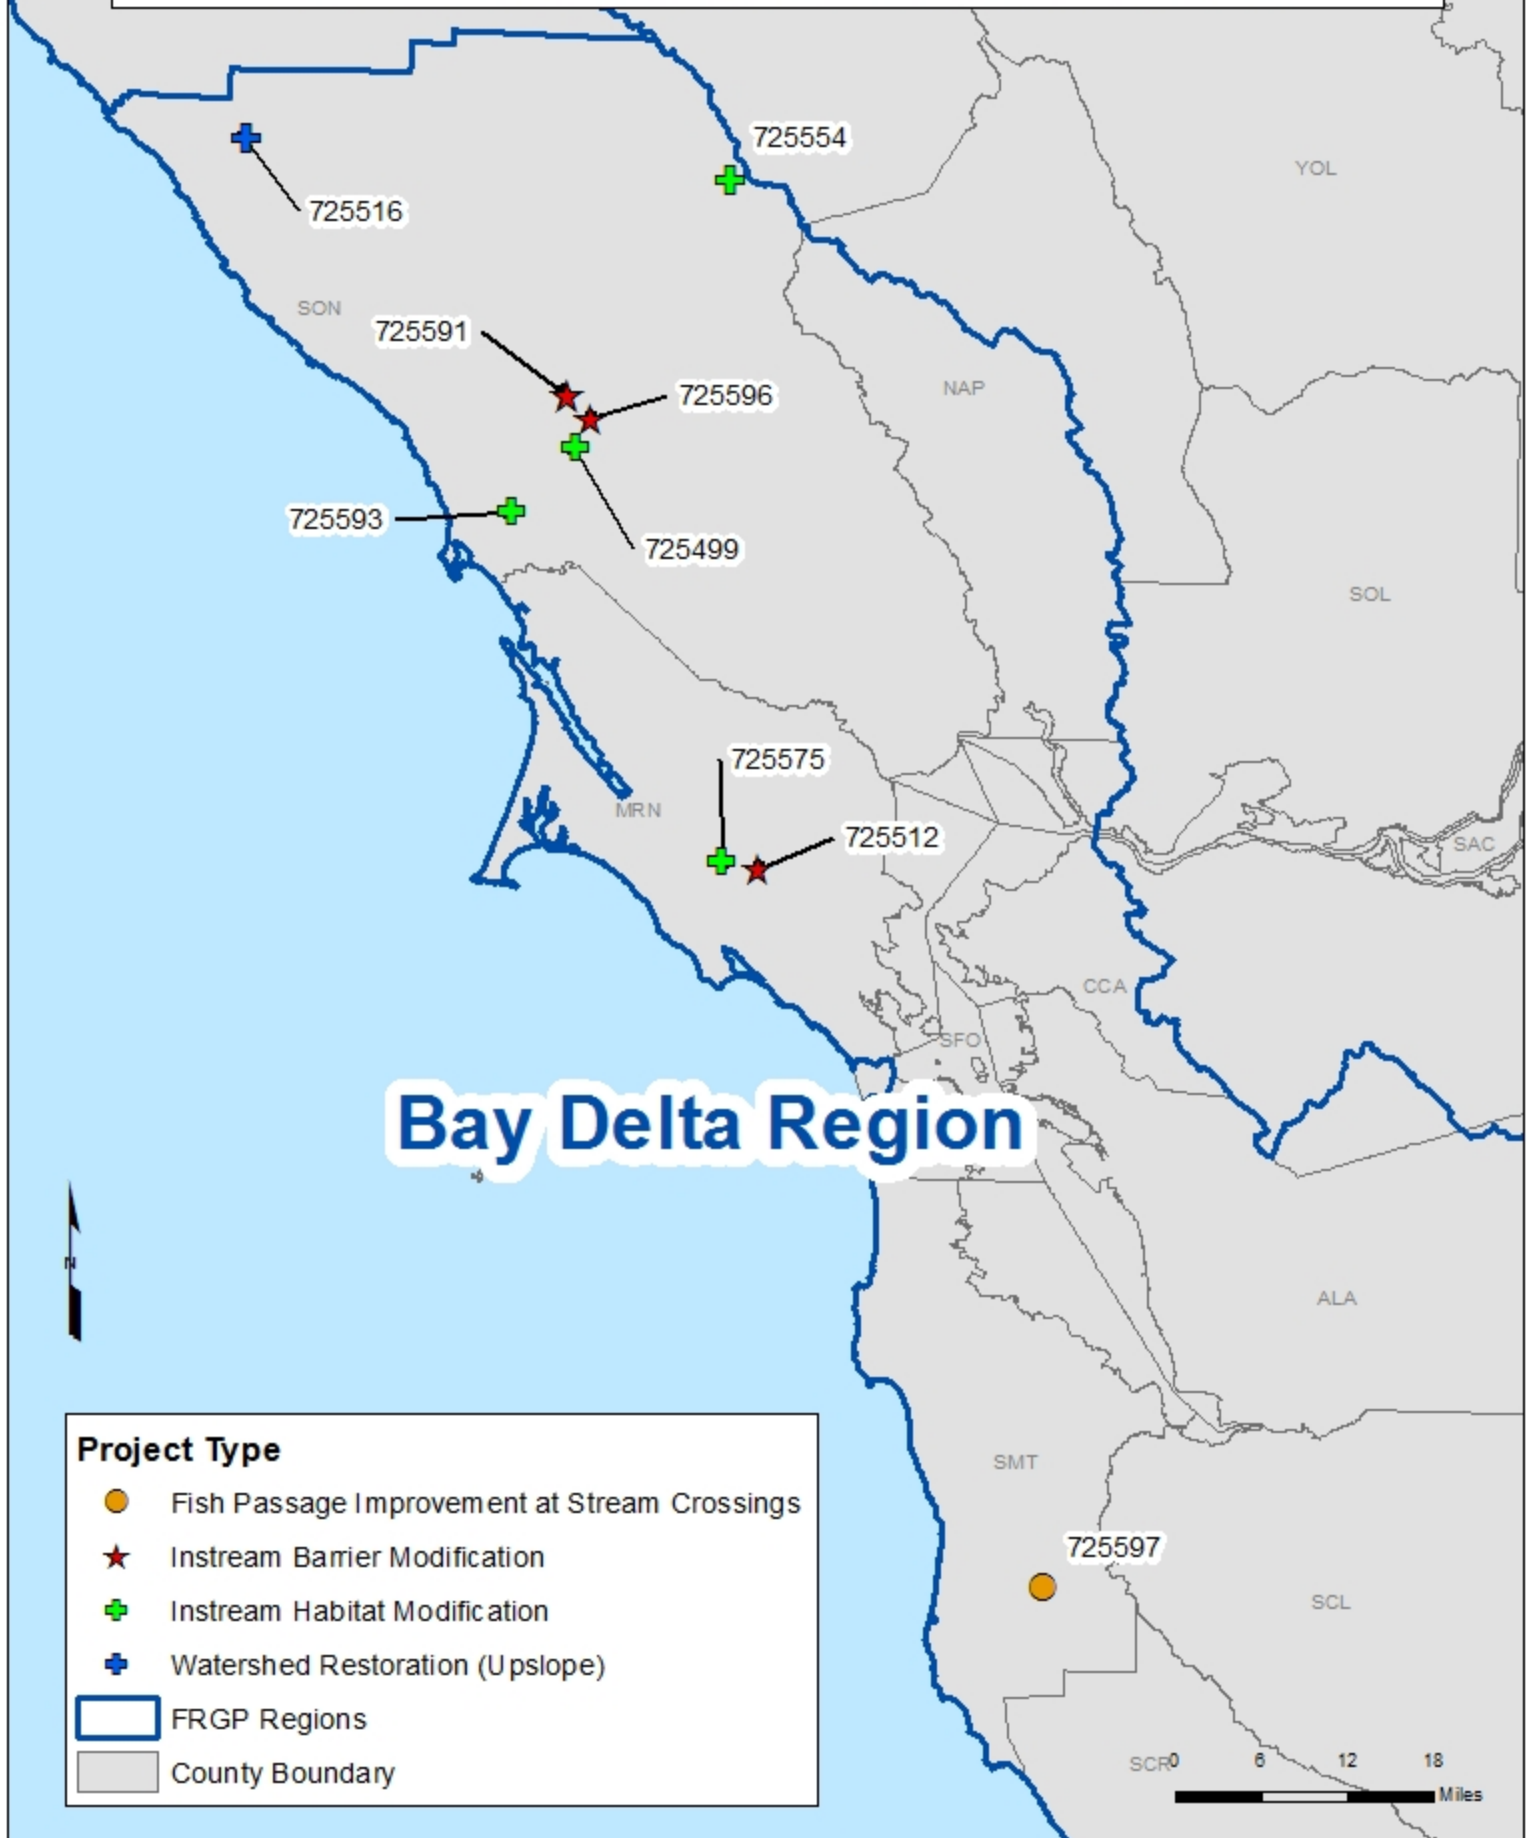 725554
YOL
725516
SON
725591
NAP
725596
725593
725499
SOL
725575
MRN
725512
SAC
CCA
SFO
Bay Delta Region
N
ALA
Project Type
Fish Passage Improvement at Stream Crossings
Instream Barrier Modification
Instream Habitat Modification
Watershed Restoration (Upslope)
FRGP Regions
County Boundary
SMT
725597
SCL
SCR
0 6 12 18
Miles